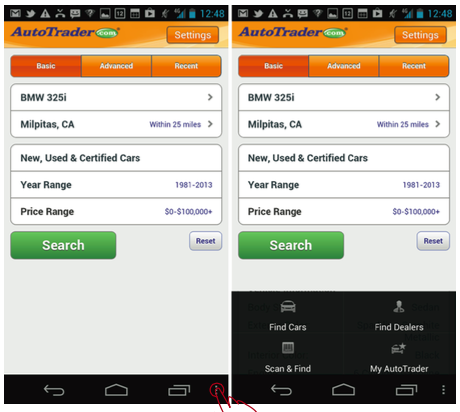 12:48
AutoTrader.com
Settings
Basic Advanced Recent
BMW 325i
Milpitas, CA Within 25 miles
New, Used & Certified Cars
Year Range 1981-2013
Price Range $0-$100,000+
Search Reset
12:48
AutoTrader.com
Settings
Basic Advanced Recent
BMW 325i
Milpitas, CA Within 25 miles
New, Used & Certified Cars
Year Range 1981-2013
Price Range $0-$100,000+
Search Reset
Find Cars Find Dealers
Scan & Find My AutoTrader